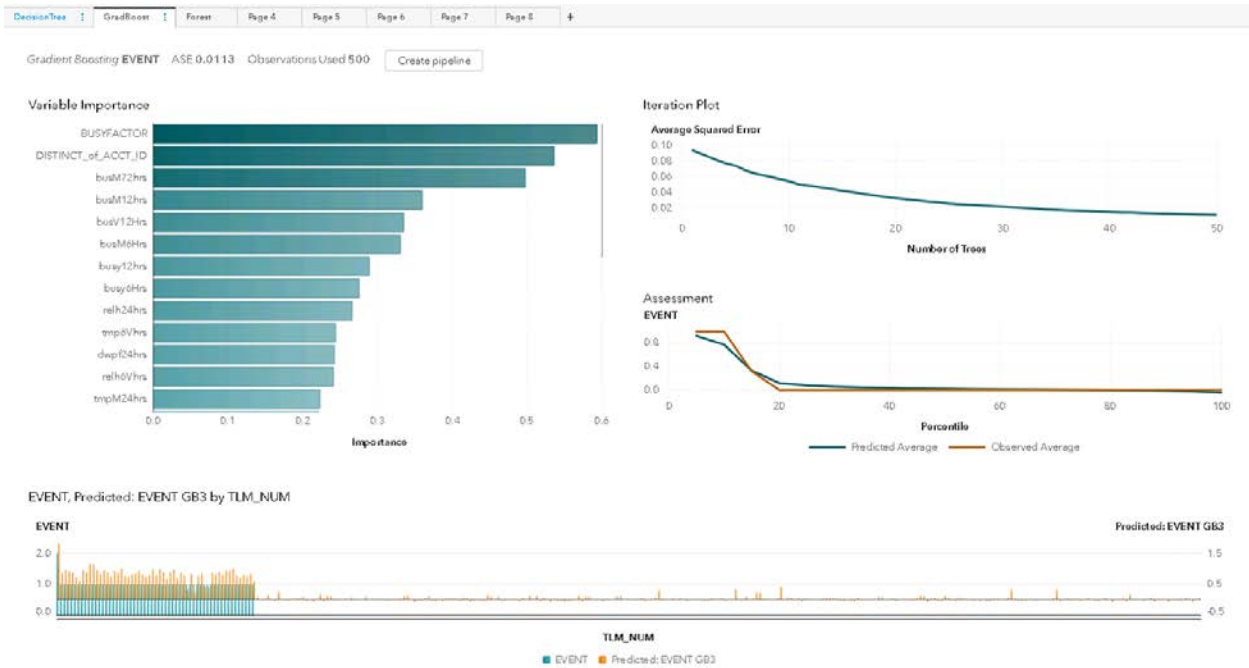 DecisionTree GradBoost Forest Page 4 Page 5 Page 6 Page 7 Page 8 +
Gradient Boosting EVENT ASE 0.0113 Observations Used 500 Create pipeline
Variable Importance
BUSYFACTOR
DISTINCT_of_ACCT_ID
busM72hrs
busM12hrs
busV12Hrs
busM6Hrs
busy12hrs
busy6Hrs
relh24hrs
tmp6Vhrs
dwpf24hrs
relh6Vhrs
tmpM24hrs
0.0 0.1 0.2 0.3 0.4 0.5 0.6
Importance
Iteration Plot
Average Squared Error
0.10
0.08
0.06
0.04
0.02
0 10 20 30 40 50
Number of Trees
Assessment
EVENT
0.8
0.4
0.0
0 20 40 60 80 100
Percentile
Predicted Average Observed Average
EVENT, Predicted: EVENT GB3 by TLM_NUM
EVENT Predicted: EVENT GB3
2.0 1.5
1.0 0.5
0.0 -0.5
TLM_NUM
EVENT Predicted: EVENT GB3